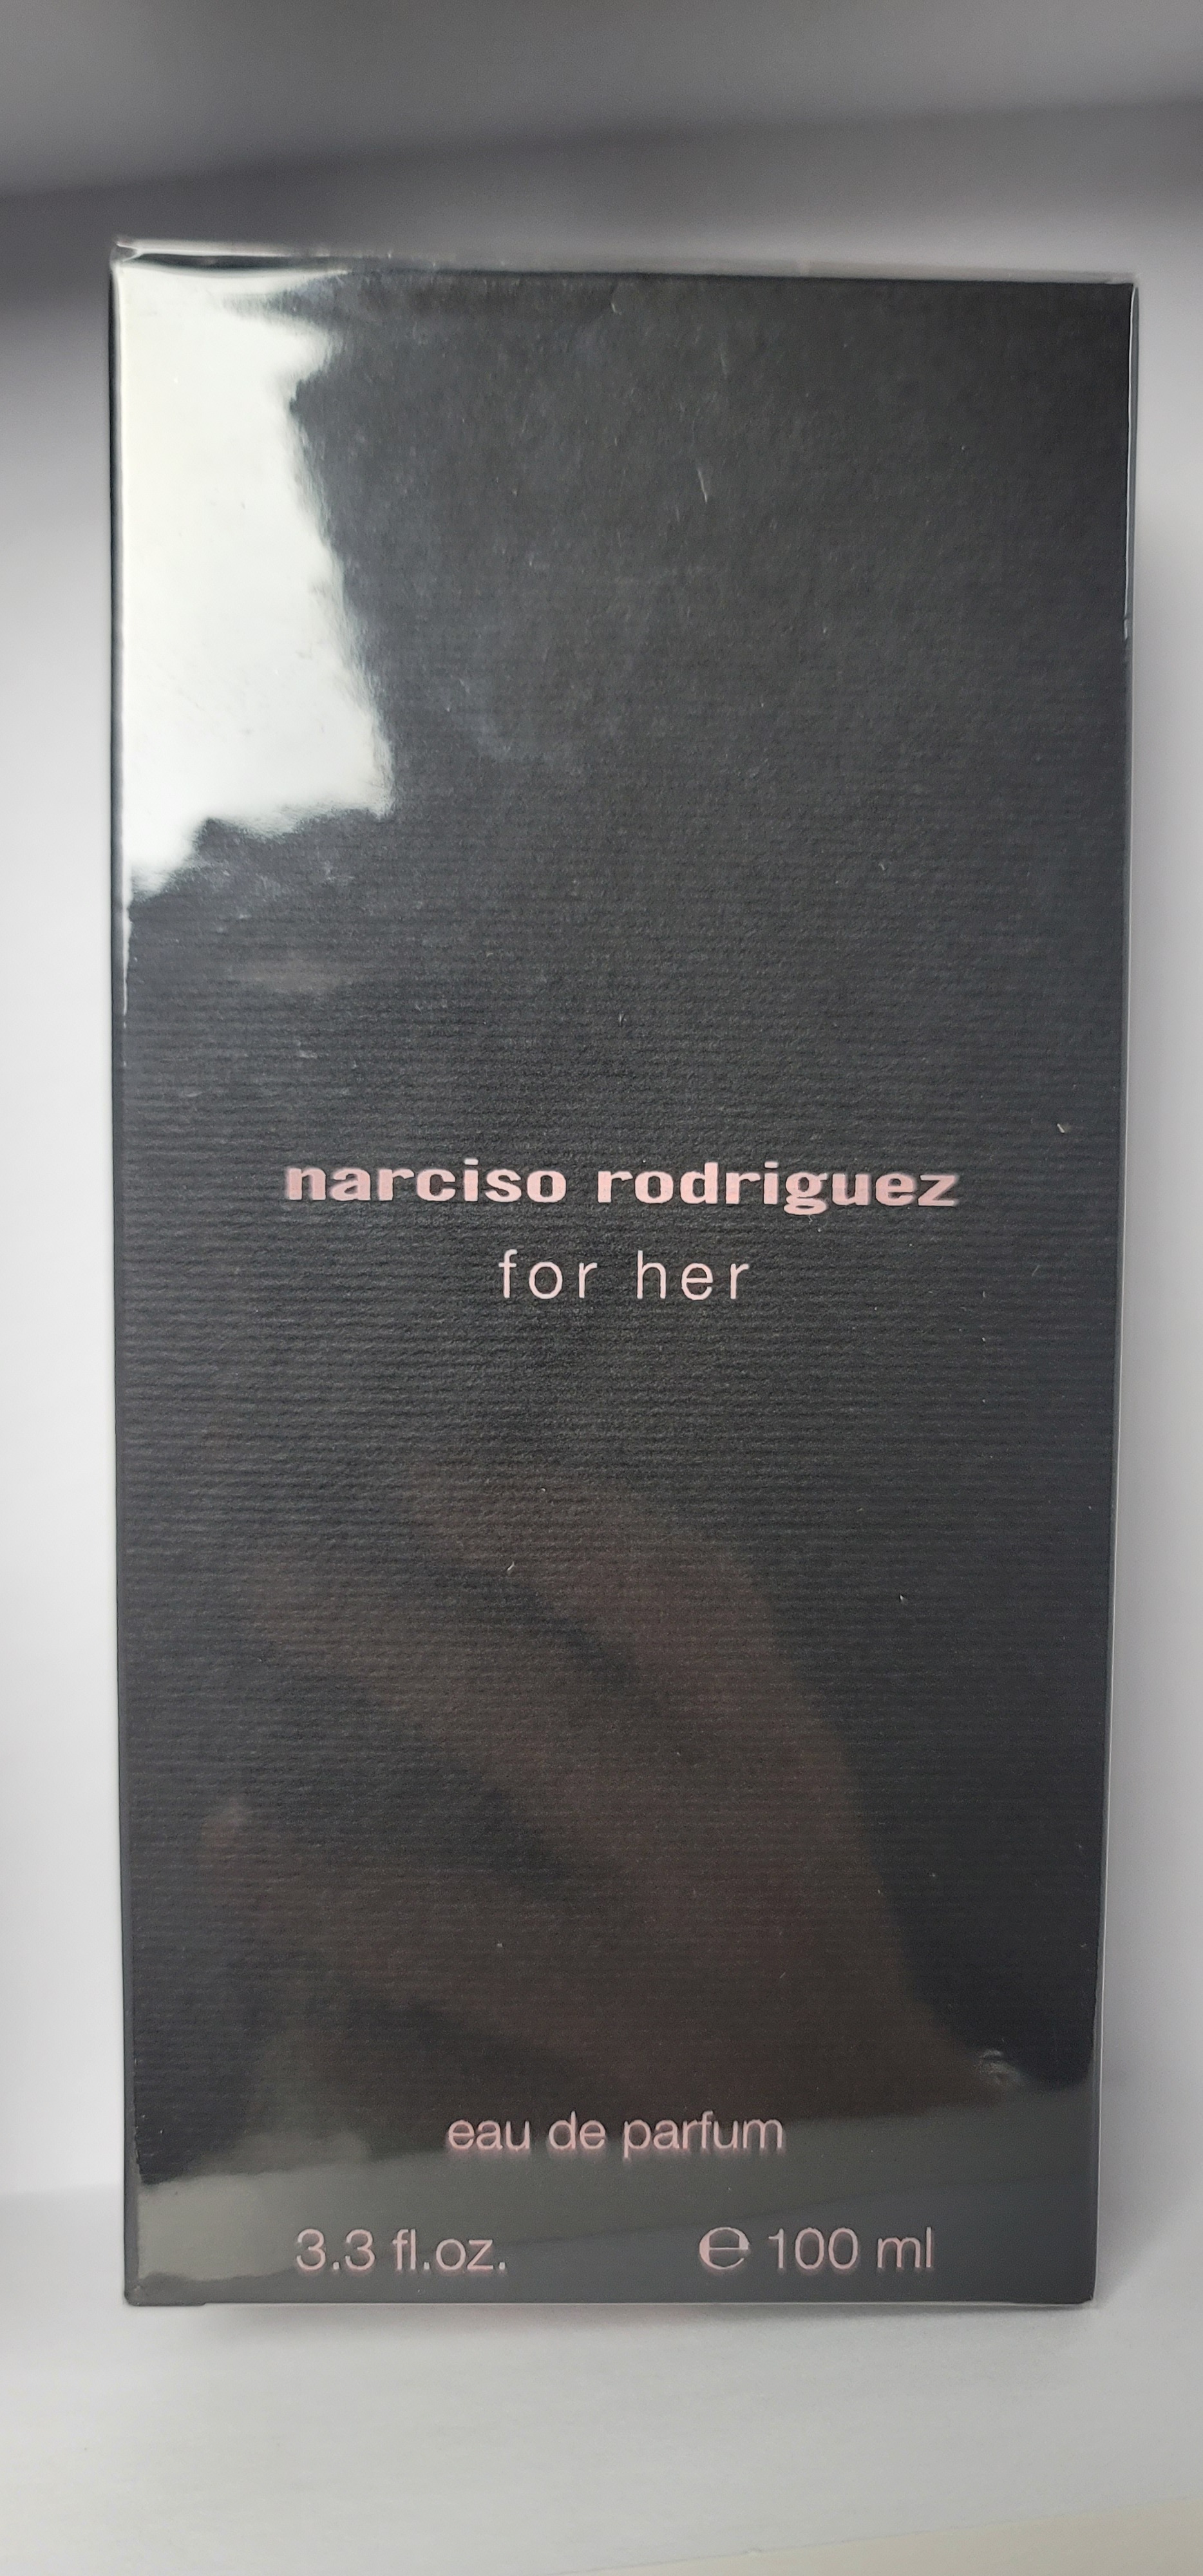 narciso rodriguez
for her
eau de parfum
3.3 fl.oz. ℮ 100 ml